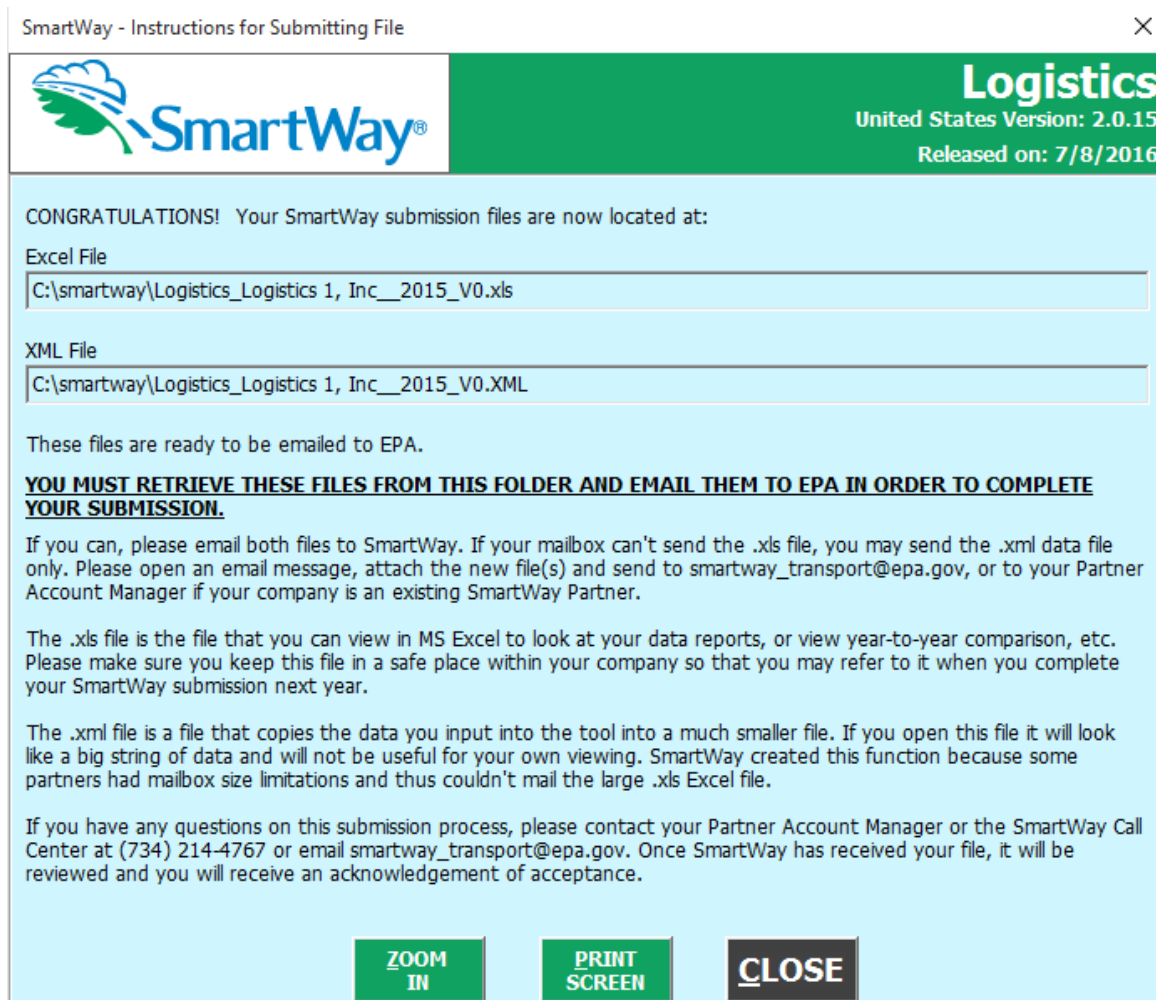 SmartWay - Instructions for Submitting File
SmartWay®
Logistics
United States Version: 2.0.15
Released on: 7/8/2016
CONGRATULATIONS!  Your SmartWay submission files are now located at:
Excel File
C:\smartway\Logistics_Logistics 1, Inc__2015_V0.xls
XML File
C:\smartway\Logistics_Logistics 1, Inc__2015_V0.XML
These files are ready to be emailed to EPA.
YOU MUST RETRIEVE THESE FILES FROM THIS FOLDER AND EMAIL THEM TO EPA IN ORDER TO COMPLETE
YOUR SUBMISSION.
If you can, please email both files to SmartWay. If your mailbox can't send the .xls file, you may send the .xml data file
only. Please open an email message, attach the new file(s) and send to smartway_transport@epa.gov, or to your Partner
Account Manager if your company is an existing SmartWay Partner.
The .xls file is the file that you can view in MS Excel to look at your data reports, or view year-to-year comparison, etc.
Please make sure you keep this file in a safe place within your company so that you may refer to it when you complete
your SmartWay submission next year.
The .xml file is a file that copies the data you input into the tool into a much smaller file. If you open this file it will look
like a big string of data and will not be useful for your own viewing. SmartWay created this function because some
partners had mailbox size limitations and thus couldn't mail the large .xls Excel file.
If you have any questions on this submission process, please contact your Partner Account Manager or the SmartWay Call
Center at (734) 214-4767 or email smartway_transport@epa.gov. Once SmartWay has received your file, it will be
reviewed and you will receive an acknowledgement of acceptance.
ZOOM
IN
PRINT
SCREEN
CLOSE